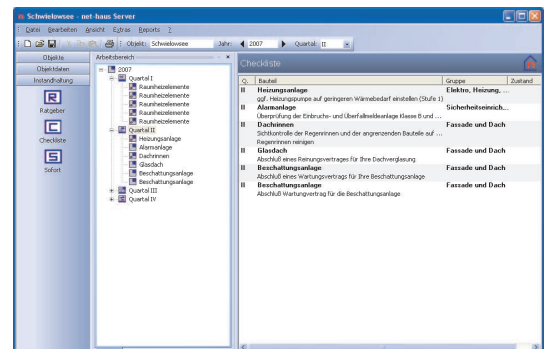 Schwielowsee - net-haus Server
Datei Bearbeiten Ansicht Extras Reports ?
Objekt: Schwielowsee Jahr: 2007 Quartal: II
Objekte
Objektdaten
Instandhaltung
Ratgeber
Checkliste
Sofort
Arbeitsbereich
2007
Quartal I
Raumheizelemente
Raumheizelemente
Raumheizelemente
Raumheizelemente
Raumheizelemente
Quartal II
Heizungsanlage
Alarmanlage
Dachrinnen
Glasdach
Beschattungsanlage
Beschattungsanlage
Quartal III
Quartal IV
Checkliste
Q. Bauteil Gruppe Zustand
II Heizungsanlage Elektro, Heizung, ...
ggf. Heizungspumpe auf geringeren Wärmebedarf einstellen (Stufe 1)
II Alarmanlage Sicherheitseinrich...
Überprüfung der Einbruchs- und Überfallmeldeanlage Klasse B und ...
II Dachrinnen Fassade und Dach
Sichtkontrolle der Regenrinnen und der angrenzenden Bauteile auf ...
Regenrinnen reinigen
II Glasdach Fassade und Dach
Abschluß eines Reinungsvertrages für Ihre Dachverglasung
II Beschattungsanlage Fassade und Dach
Abschluß eines Wartungsvertrags für Ihre Beschattungsanlage
II Beschattungsanlage Fassade und Dach
Abschluß Wartungvertrag für die Beschattungsanlage